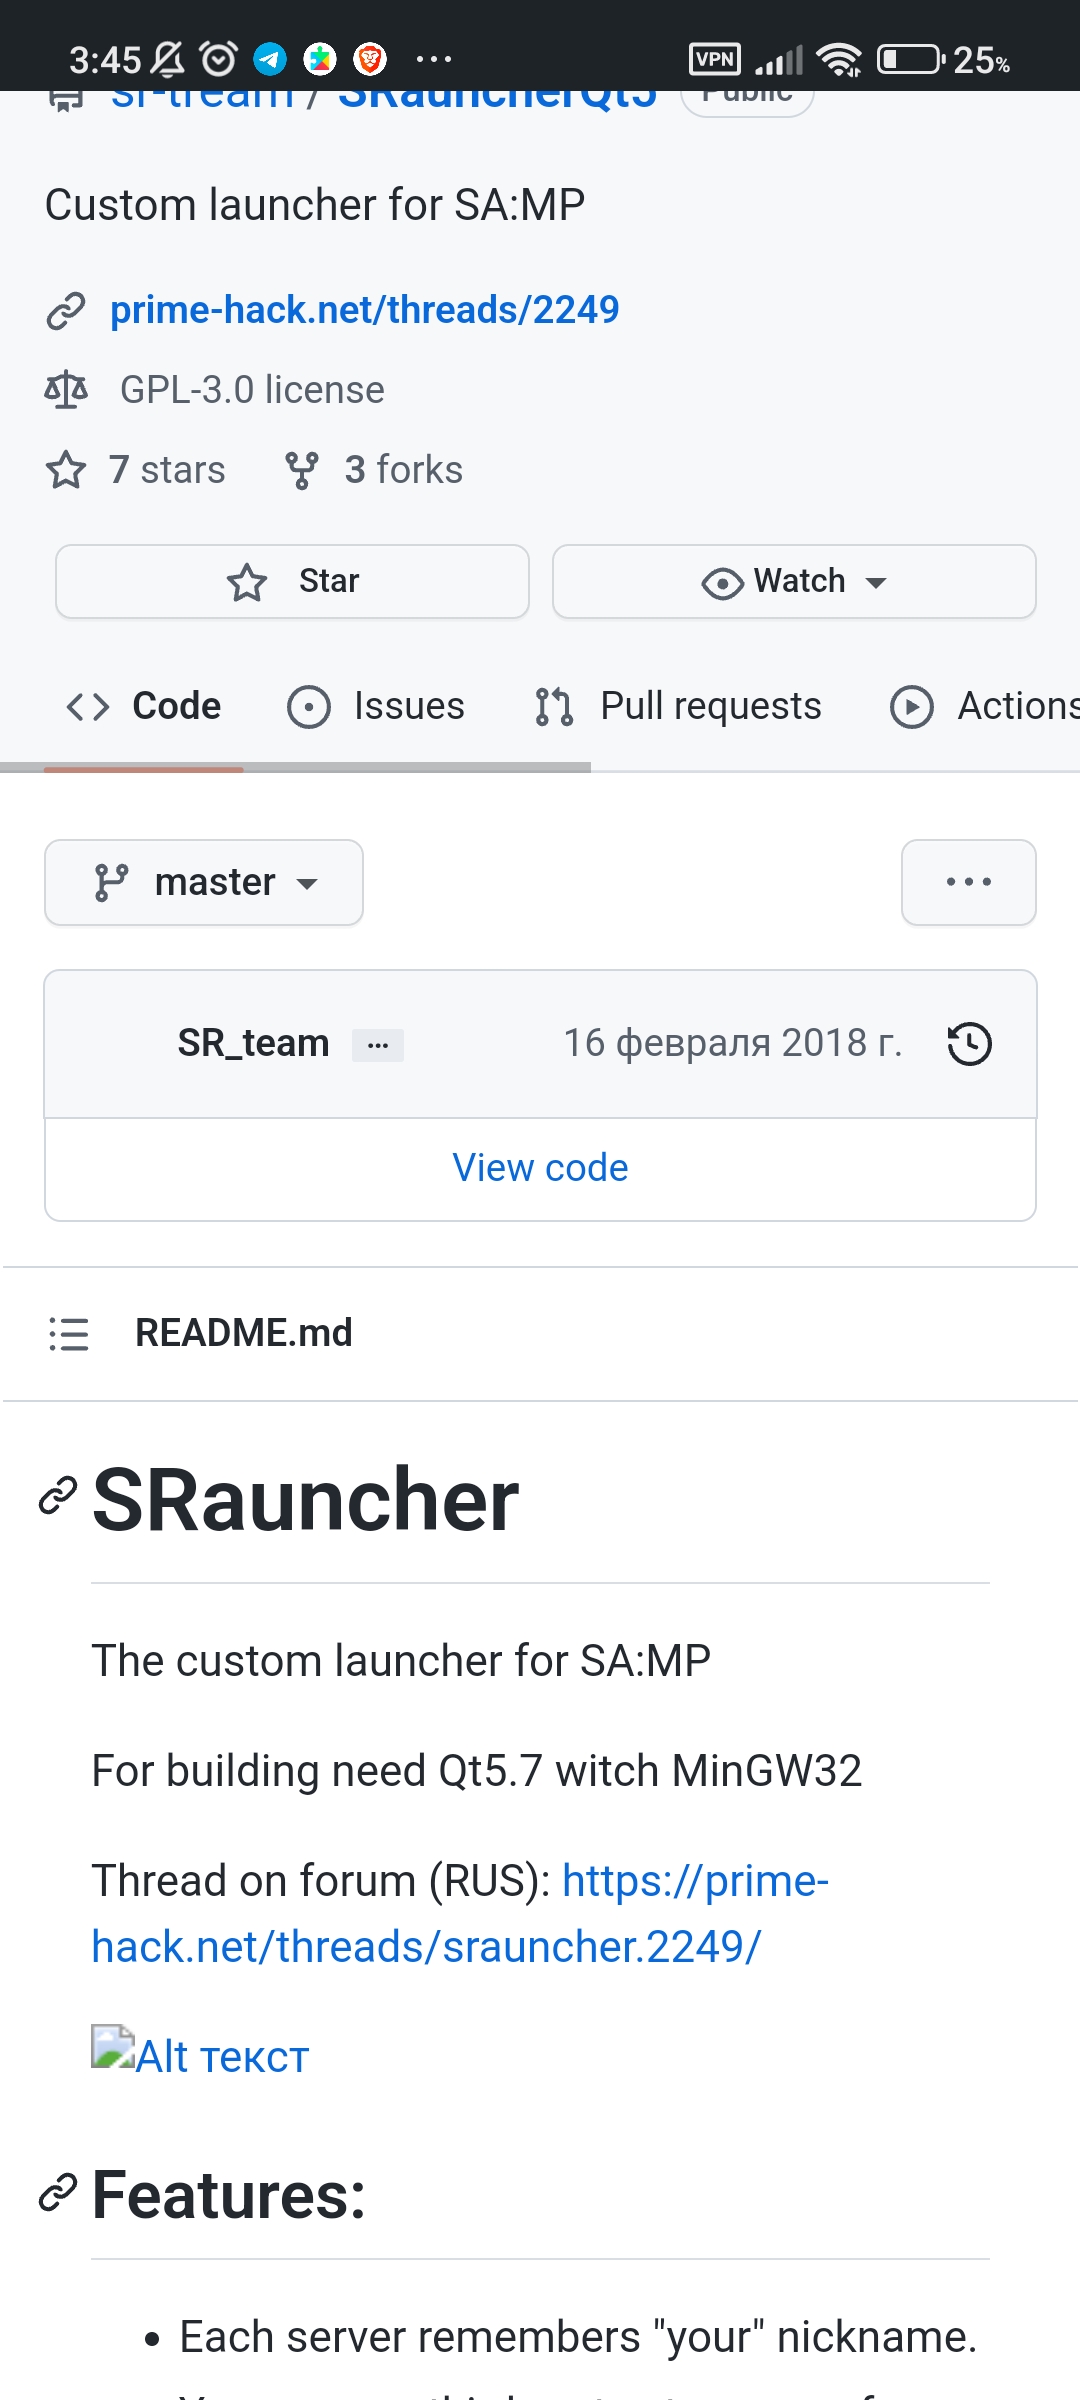 3:45 ... VPN 25%
sr-tream / SRauncherQt5 Public
Custom launcher for SA:MP
prime-hack.net/threads/2249
GPL-3.0 license
7 stars 3 forks
Star Watch
Code Issues Pull requests Actions
master ...
SR_team ... 16 февраля 2018 г.
View code
README.md
SRauncher
The custom launcher for SA:MP
For building need Qt5.7 witch MinGW32
Thread on forum (RUS): https://prime-
hack.net/threads/srauncher.2249/
Alt текст
Features:
• Each server remembers "your" nickname.